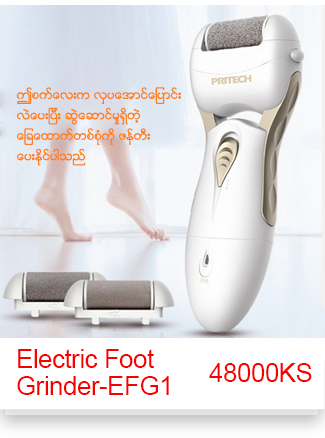 PRITECH
ဤစက်လေးက လှပအောင်ပြောင်း
လဲပေးပြီး ဆွဲဆောင်မှုရှိတဲ့
ခြေထောက်တစ်စုံကို ဖန်တီး
ပေးနိုင်ပါသည်
Electric Foot
Grinder-EFG1
48000KS